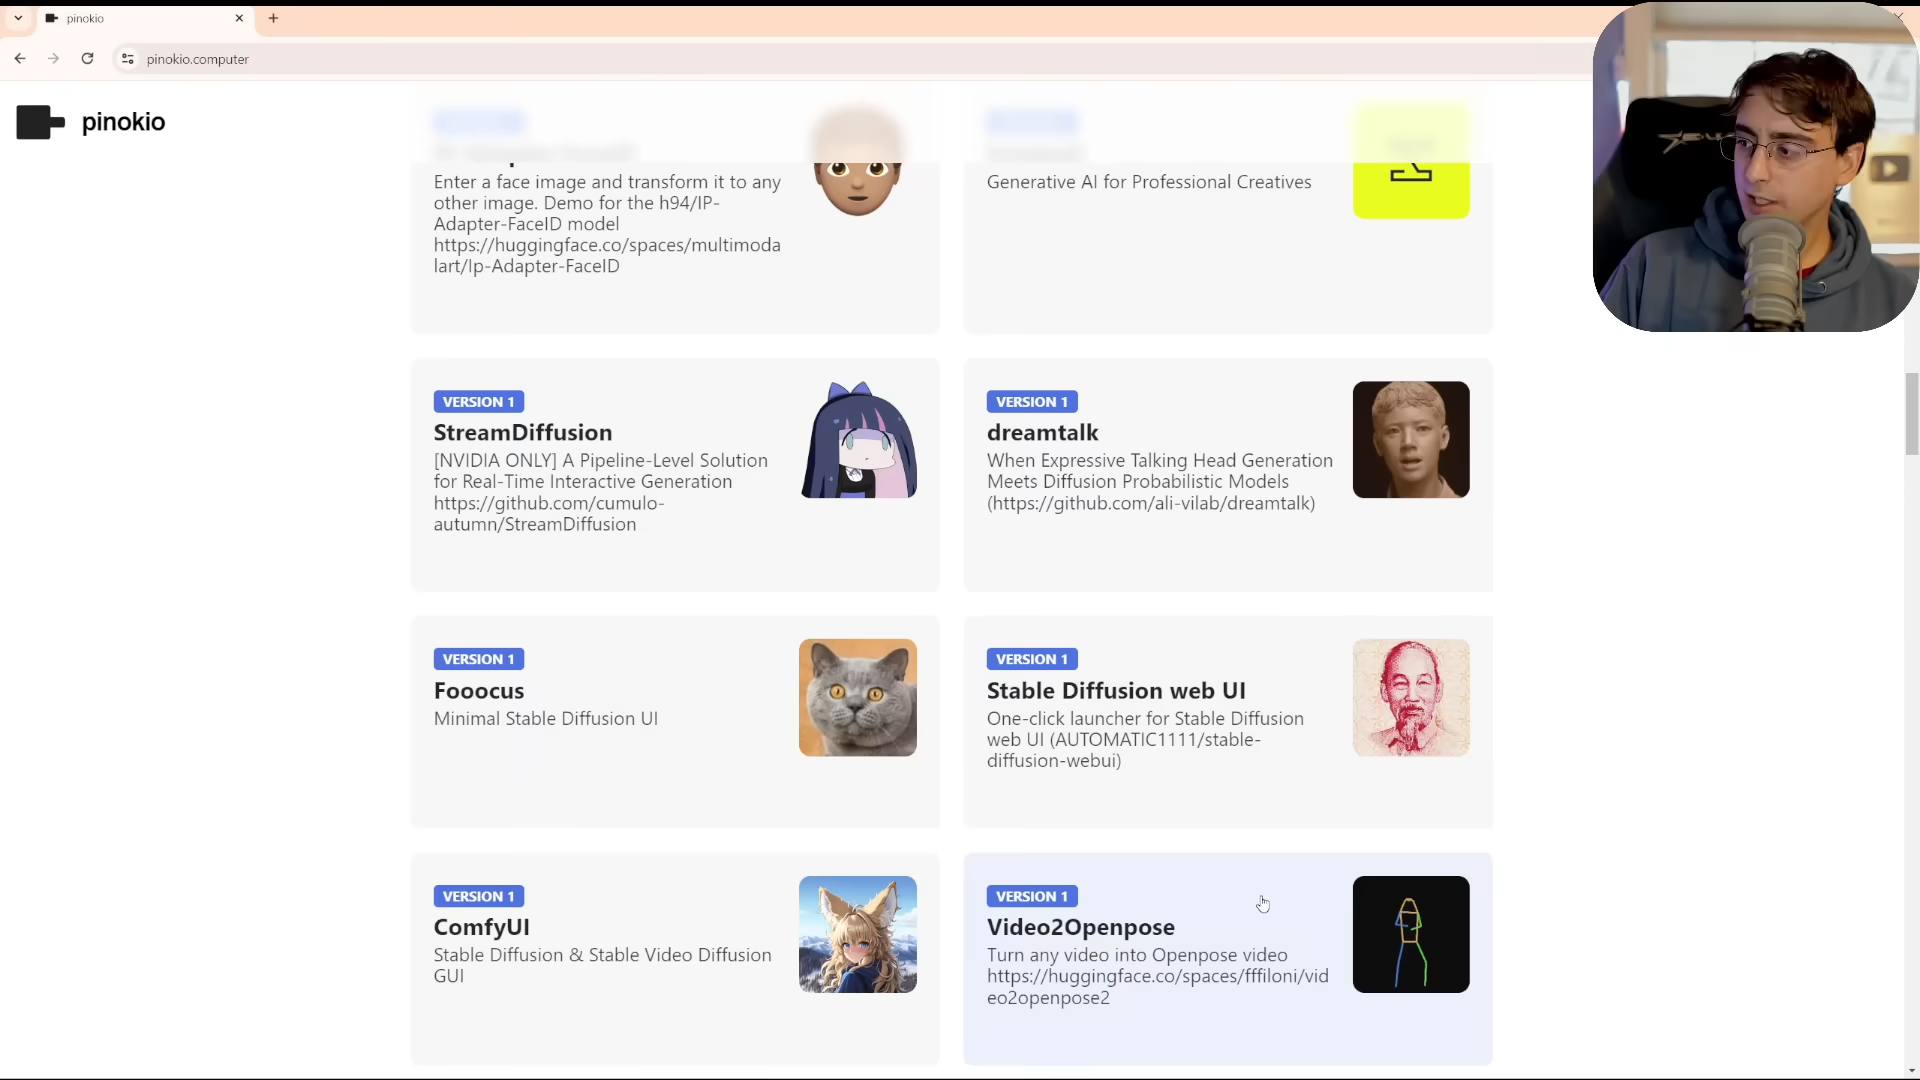 pinokio
pinokio.computer
pinokio
Enter a face image and transform it to any
other image. Demo for the h94/IP-
Adapter-FaceID model
https://huggingface.co/spaces/multimoda
lart/Ip-Adapter-FaceID
Generative AI for Professional Creatives
VERSION 1
StreamDiffusion
[NVIDIA ONLY] A Pipeline-Level Solution
for Real-Time Interactive Generation
https://github.com/cumulo-
autumn/StreamDiffusion
VERSION 1
dreamtalk
When Expressive Talking Head Generation
Meets Diffusion Probabilistic Models
(https://github.com/ali-vilab/dreamtalk)
VERSION 1
Fooocus
Minimal Stable Diffusion UI
VERSION 1
Stable Diffusion web UI
One-click launcher for Stable Diffusion
web UI (AUTOMATIC1111/stable-
diffusion-webui)
VERSION 1
ComfyUI
Stable Diffusion & Stable Video Diffusion
GUI
VERSION 1
Video2Openpose
Turn any video into Openpose video
https://huggingface.co/spaces/fffiloni/vid
eo2openpose2